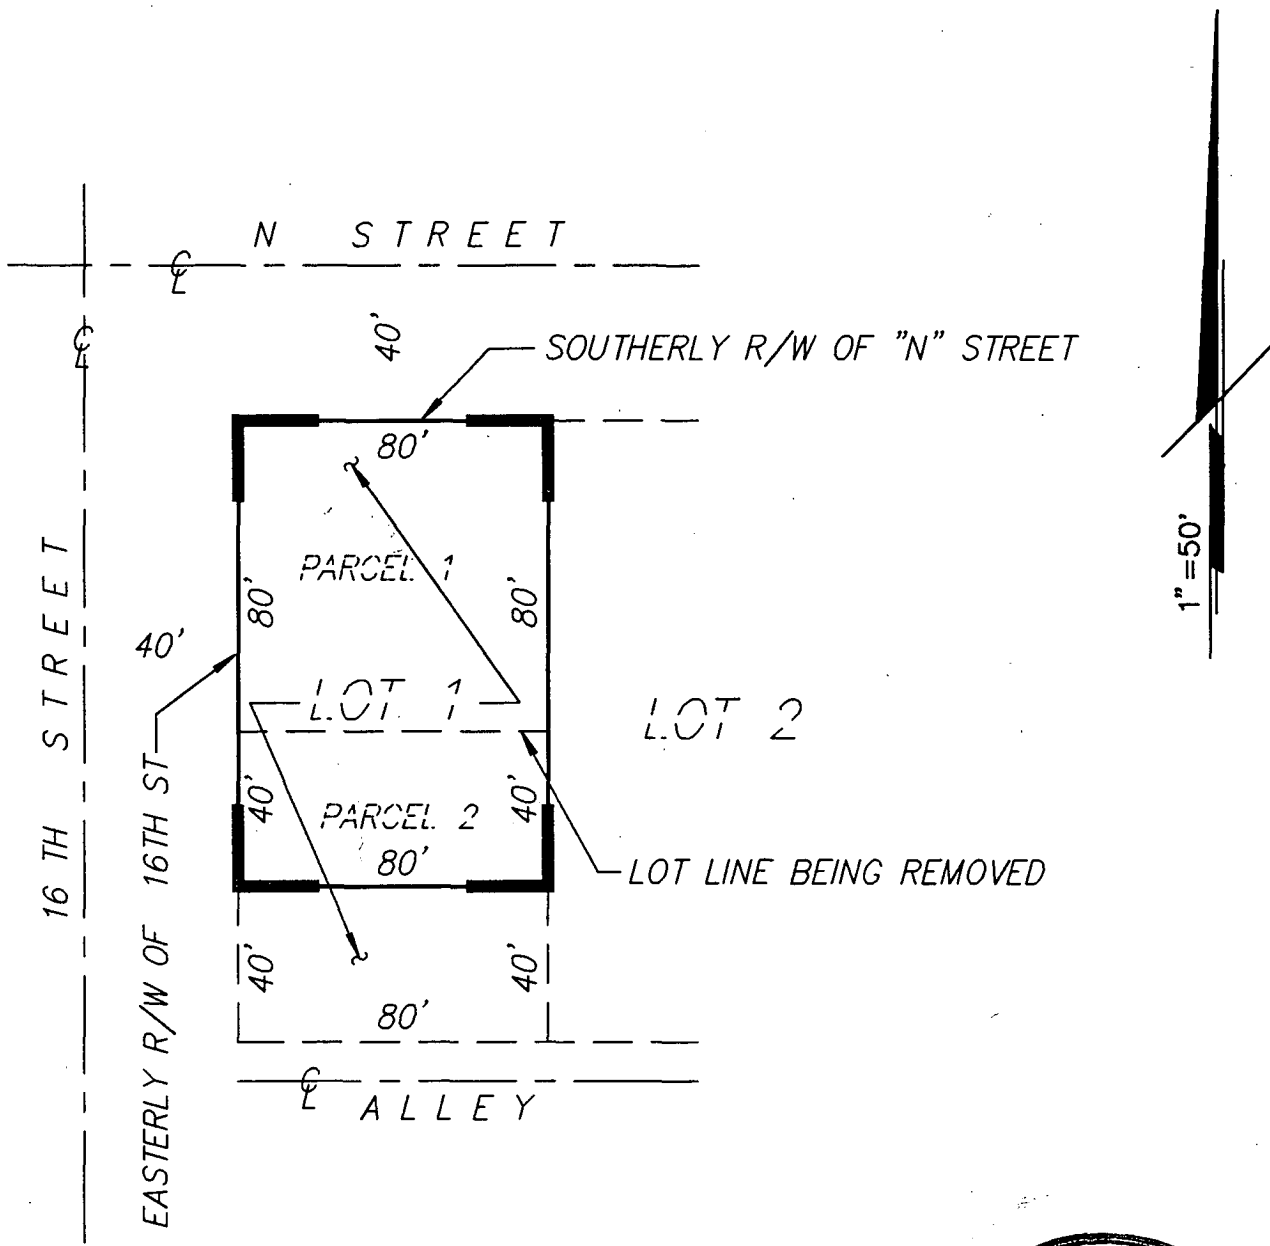 N STREET
℄
℄
40'
SOUTHERLY R/W OF "N" STREET
80'
PARCEL 1
80'
80'
1"=50'
16 TH STREET
40'
EASTERLY R/W OF 16TH ST
LOT 1
LOT 2
40'
40'
PARCEL 2
80'
LOT LINE BEING REMOVED
40'
40'
80'
℄
ALLEY